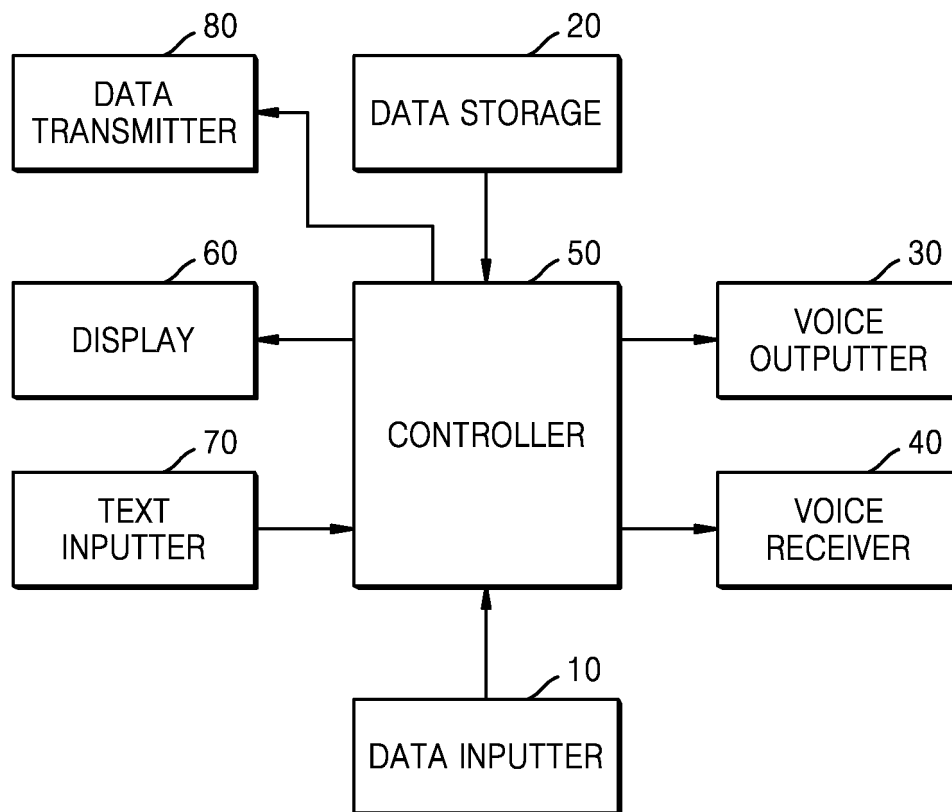 80
DATA
TRANSMITTER
20
DATA STORAGE
60
DISPLAY
50
CONTROLLER
30
VOICE
OUTPUTTER
70
TEXT
INPUTTER
40
VOICE
RECEIVER
10
DATA INPUTTER